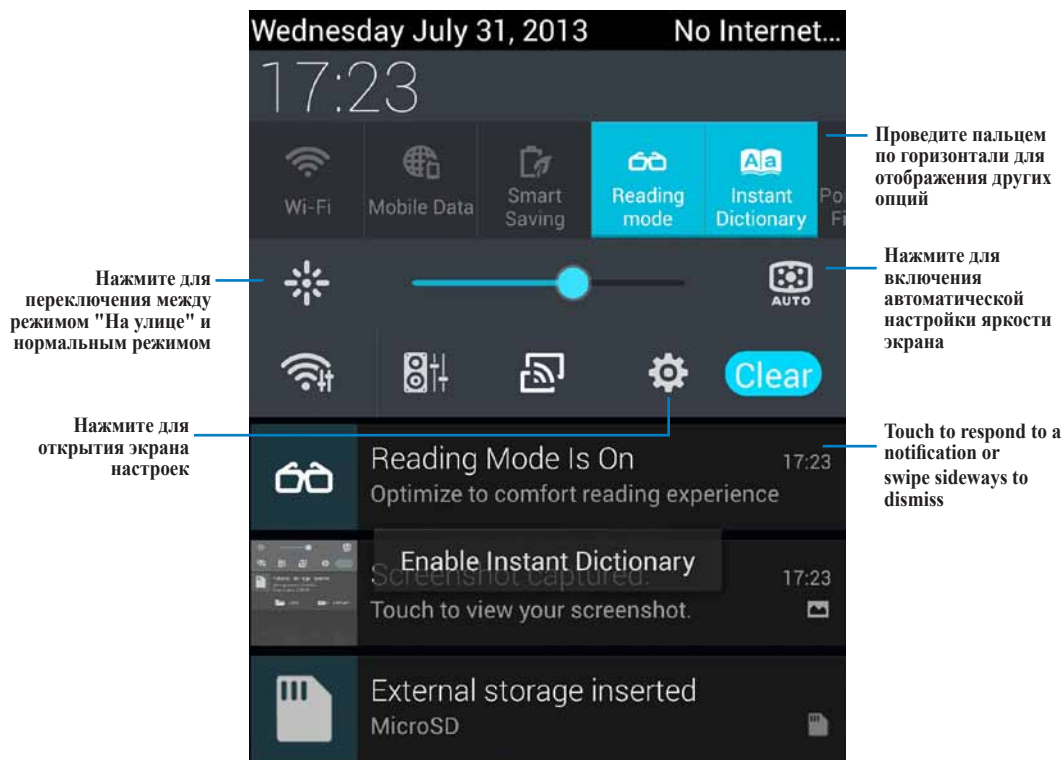 Wednesday July 31, 2013 No Internet...
17:23
Wi-Fi
Mobile Data
Smart
Saving
Reading
mode
Aa
Instant
Dictionary
Po
Fi
Проведите пальцем
по горизонтали для
отображения других
опций
Нажмите для
переключения между
режимом "На улице" и
нормальным режимом
AUTO
Нажмите для
включения
автоматической
настройки яркости
экрана
Clear
Нажмите для
открытия экрана
настроек
Reading Mode Is On 17:23
Optimize to comfort reading experience
Touch to respond to a
notification or
swipe sideways to
dismiss
Enable Instant Dictionary
Screenshot captured. 17:23
Touch to view your screenshot.
External storage inserted
MicroSD